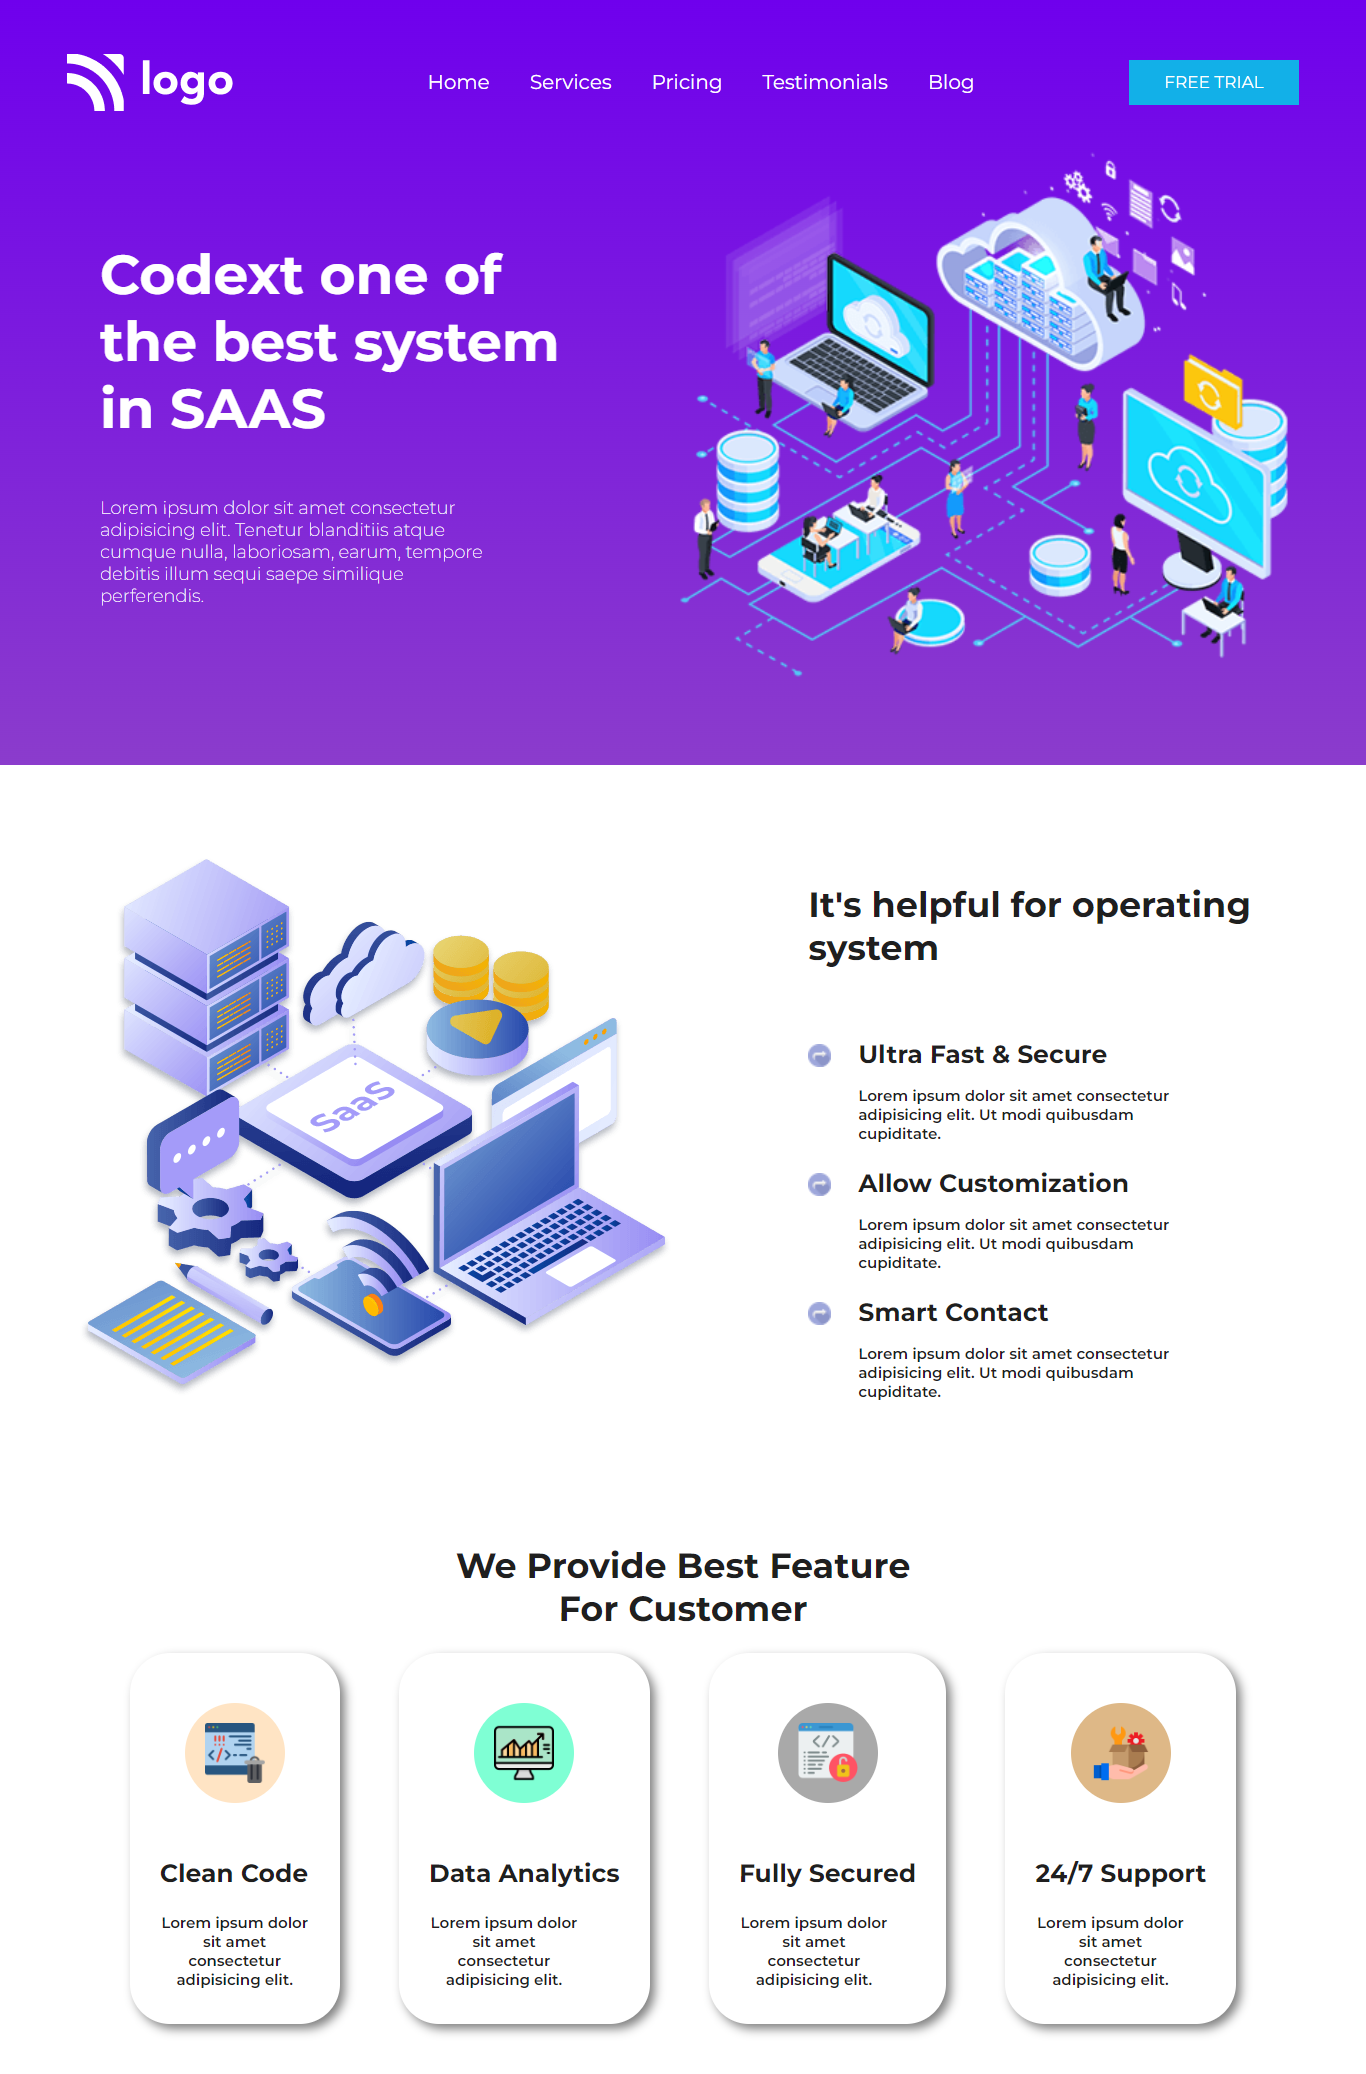 logo
Home Services Pricing Testimonials Blog
FREE TRIAL
Codext one of
the best system
in SAAS
Lorem ipsum dolor sit amet consectetur
adipisicing elit. Tenetur blanditiis atque
cumque nulla, laboriosam, earum, tempore
debitis illum sequi saepe similique
perferendis.
SaaS
It's helpful for operating
system
Ultra Fast & Secure
Lorem ipsum dolor sit amet consectetur
adipisicing elit. Ut modi quibusdam
cupiditate.
Allow Customization
Lorem ipsum dolor sit amet consectetur
adipisicing elit. Ut modi quibusdam
cupiditate.
Smart Contact
Lorem ipsum dolor sit amet consectetur
adipisicing elit. Ut modi quibusdam
cupiditate.
We Provide Best Feature
For Customer
Clean Code
Lorem ipsum dolor
sit amet
consectetur
adipisicing elit.
Data Analytics
Lorem ipsum dolor
sit amet
consectetur
adipisicing elit.
Fully Secured
Lorem ipsum dolor
sit amet
consectetur
adipisicing elit.
24/7 Support
Lorem ipsum dolor
sit amet
consectetur
adipisicing elit.